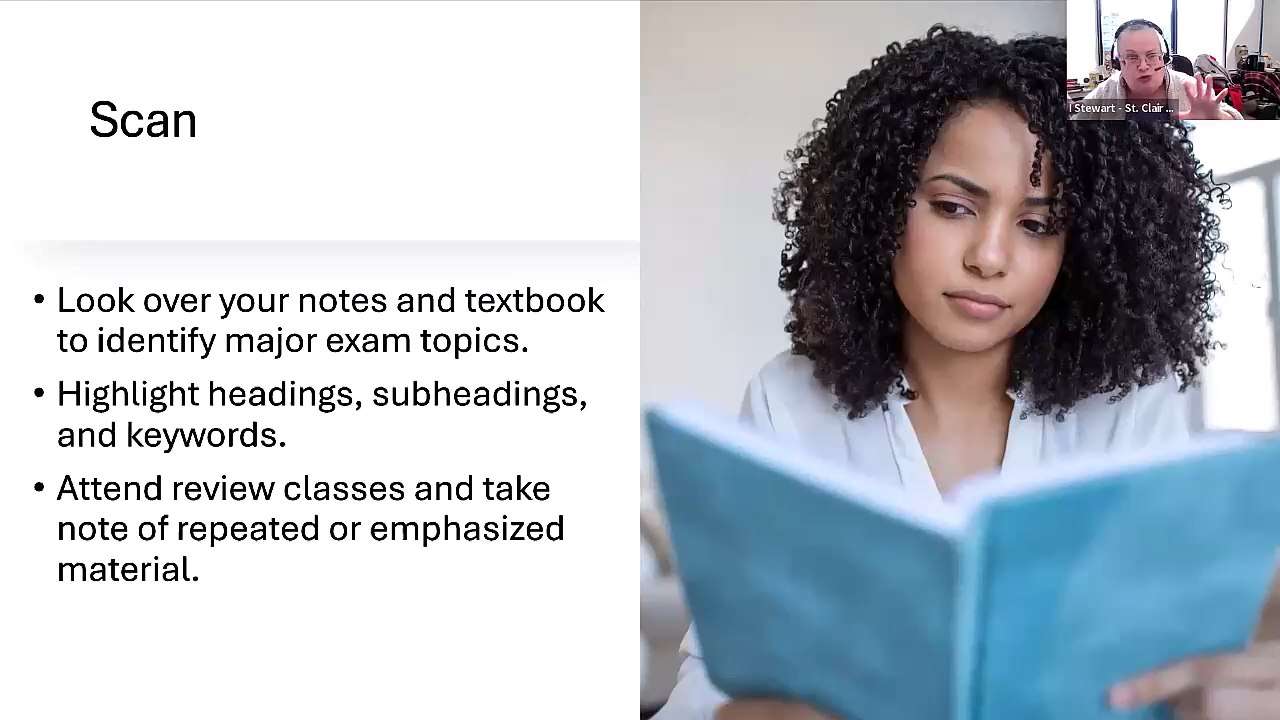 Scan
• Look over your notes and textbook
to identify major exam topics.
• Highlight headings, subheadings,
and keywords.
• Attend review classes and take
note of repeated or emphasized
material.
Stewart - St. Clair ...